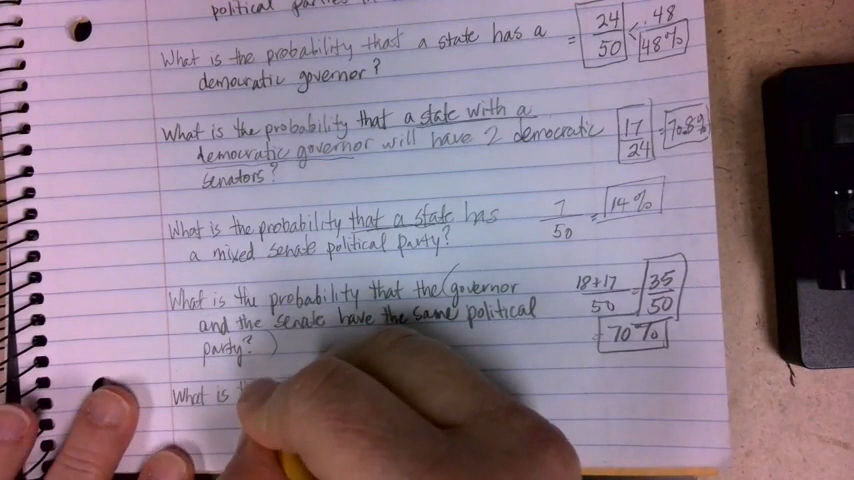 political parties in
What is the probability that a state has a
democratic governor?
= 24/50 < .48
48%
What is the probability that a state with a
democratic governor will have 2 democratic
senators?
17/24 = 70.8%
What is the probability that a state has
a mixed senate political party?
7/50 = 14%
What is the probability that the (governor
and the senate have the same political
party?)
18+17/50 = 35/50
= 70%
What is